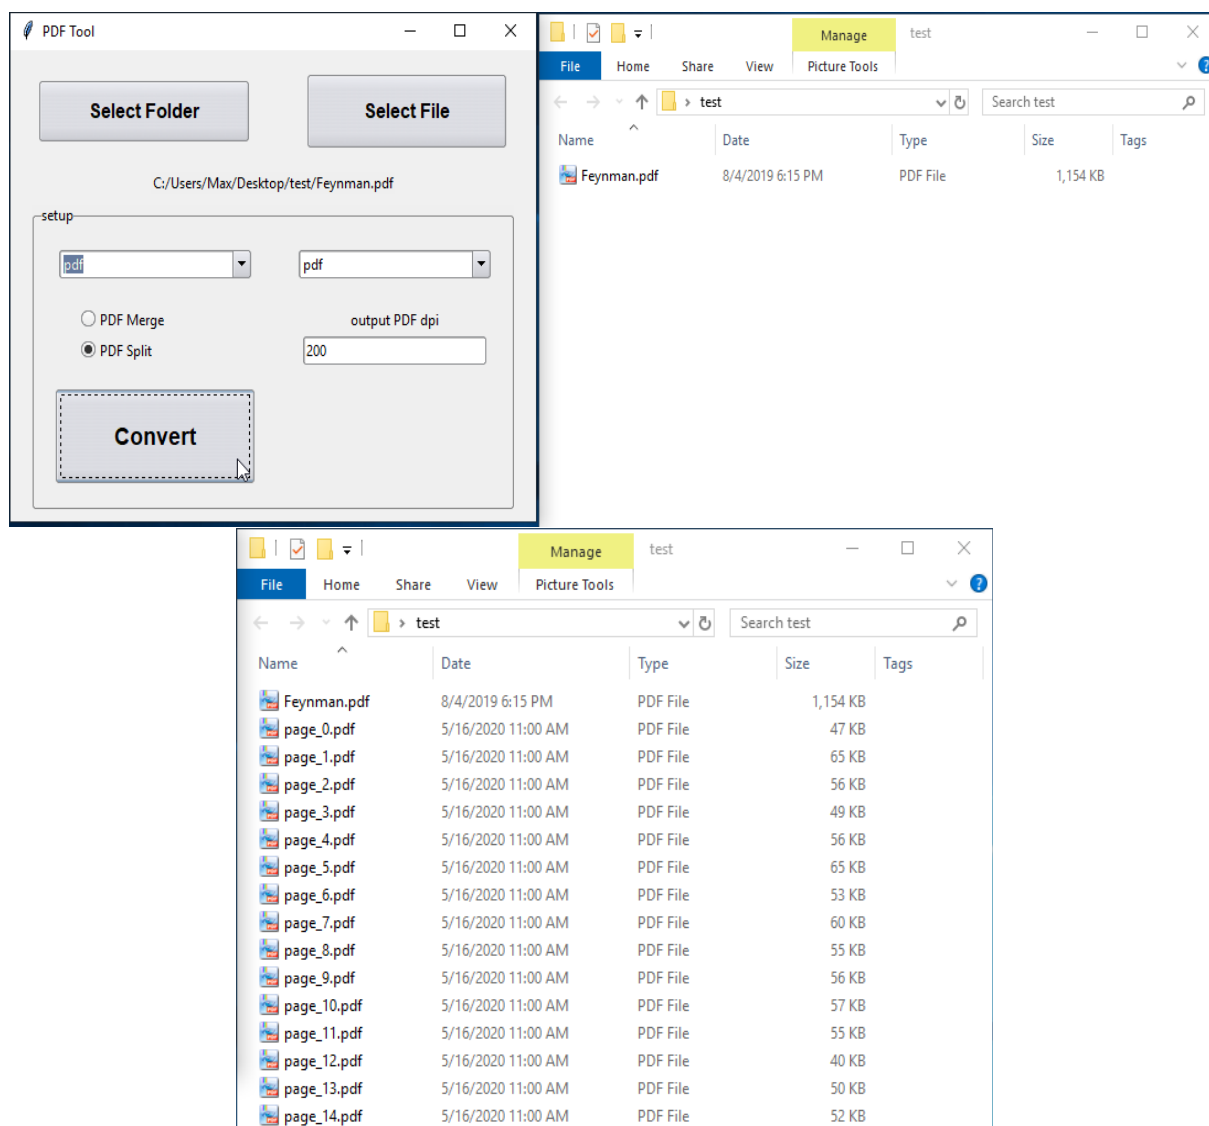 PDF Tool
Select Folder
Select File
C:/Users/Max/Desktop/test/Feynman.pdf
setup
pdf
pdf
PDF Merge
output PDF dpi
PDF Split
200
Convert
Manage test
File Home Share View Picture Tools
test Search test
Name Date Type Size Tags
Feynman.pdf 8/4/2019 6:15 PM PDF File 1,154 KB
Manage test
File Home Share View Picture Tools
test Search test
Name Date Type Size Tags
Feynman.pdf 8/4/2019 6:15 PM PDF File 1,154 KB
page_0.pdf 5/16/2020 11:00 AM PDF File 47 KB
page_1.pdf 5/16/2020 11:00 AM PDF File 65 KB
page_2.pdf 5/16/2020 11:00 AM PDF File 56 KB
page_3.pdf 5/16/2020 11:00 AM PDF File 49 KB
page_4.pdf 5/16/2020 11:00 AM PDF File 56 KB
page_5.pdf 5/16/2020 11:00 AM PDF File 65 KB
page_6.pdf 5/16/2020 11:00 AM PDF File 53 KB
page_7.pdf 5/16/2020 11:00 AM PDF File 60 KB
page_8.pdf 5/16/2020 11:00 AM PDF File 55 KB
page_9.pdf 5/16/2020 11:00 AM PDF File 56 KB
page_10.pdf 5/16/2020 11:00 AM PDF File 57 KB
page_11.pdf 5/16/2020 11:00 AM PDF File 55 KB
page_12.pdf 5/16/2020 11:00 AM PDF File 40 KB
page_13.pdf 5/16/2020 11:00 AM PDF File 50 KB
page_14.pdf 5/16/2020 11:00 AM PDF File 52 KB